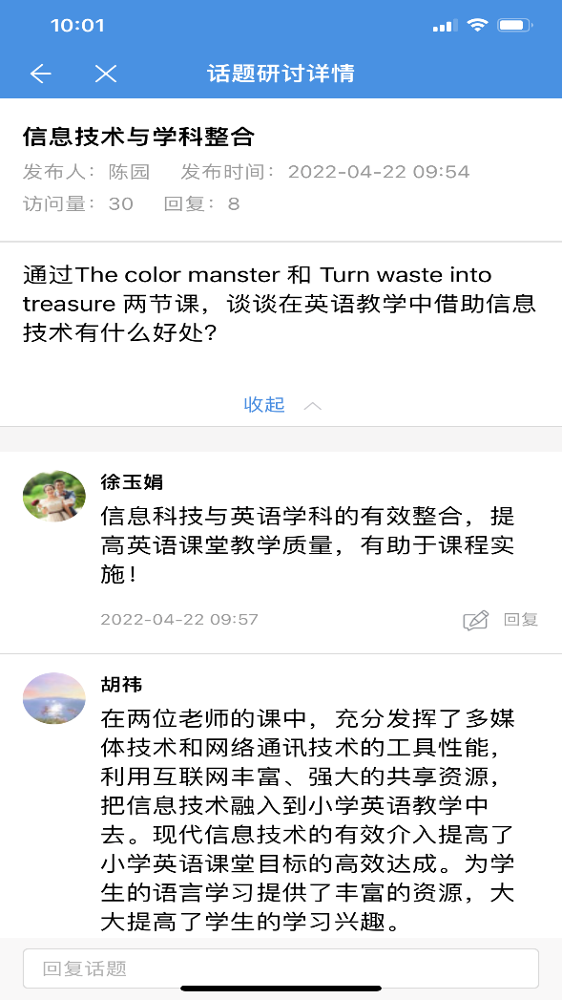 10:01
话题研讨详情
信息技术与学科整合
发布人：陈园 发布时间：2022-04-22 09:54
访问量：30 回复：8
通过The color manster 和 Turn waste into
treasure 两节课，谈谈在英语教学中借助信息
技术有什么好处?
收起
徐玉娟
信息科技与英语学科的有效整合，提
高英语课堂教学质量，有助于课程实
施！
2022-04-22 09:57 回复
胡祎
在两位老师的课中，充分发挥了多媒
体技术和网络通讯技术的工具性能，
利用互联网丰富、强大的共享资源，
把信息技术融入到小学英语教学中
去。现代信息技术的有效介入提高了
小学英语课堂目标的高效达成。为学
生的语言学习提供了丰富的资源，大
大提高了学生的学习兴趣。
回复话题